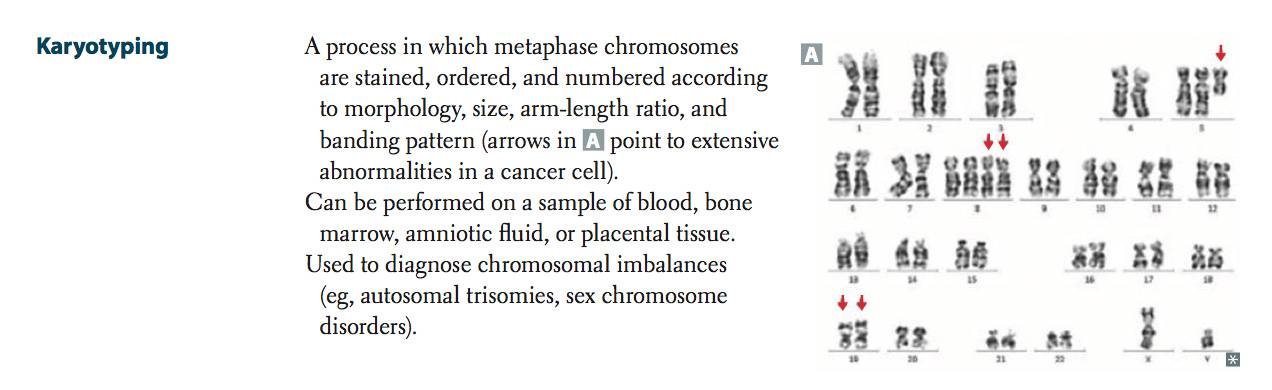 Karyotyping
A process in which metaphase chromosomes
are stained, ordered, and numbered according
to morphology, size, arm-length ratio, and
banding pattern (arrows in A point to extensive
abnormalities in a cancer cell).
Can be performed on a sample of blood, bone
marrow, amniotic fluid, or placental tissue.
Used to diagnose chromosomal imbalances
(eg, autosomal trisomies, sex chromosome
disorders).
A
1 2 3 4 5
6 7 8 9 10 11 12
13 14 15 16 17 18
19 20 21 22 X Y
*